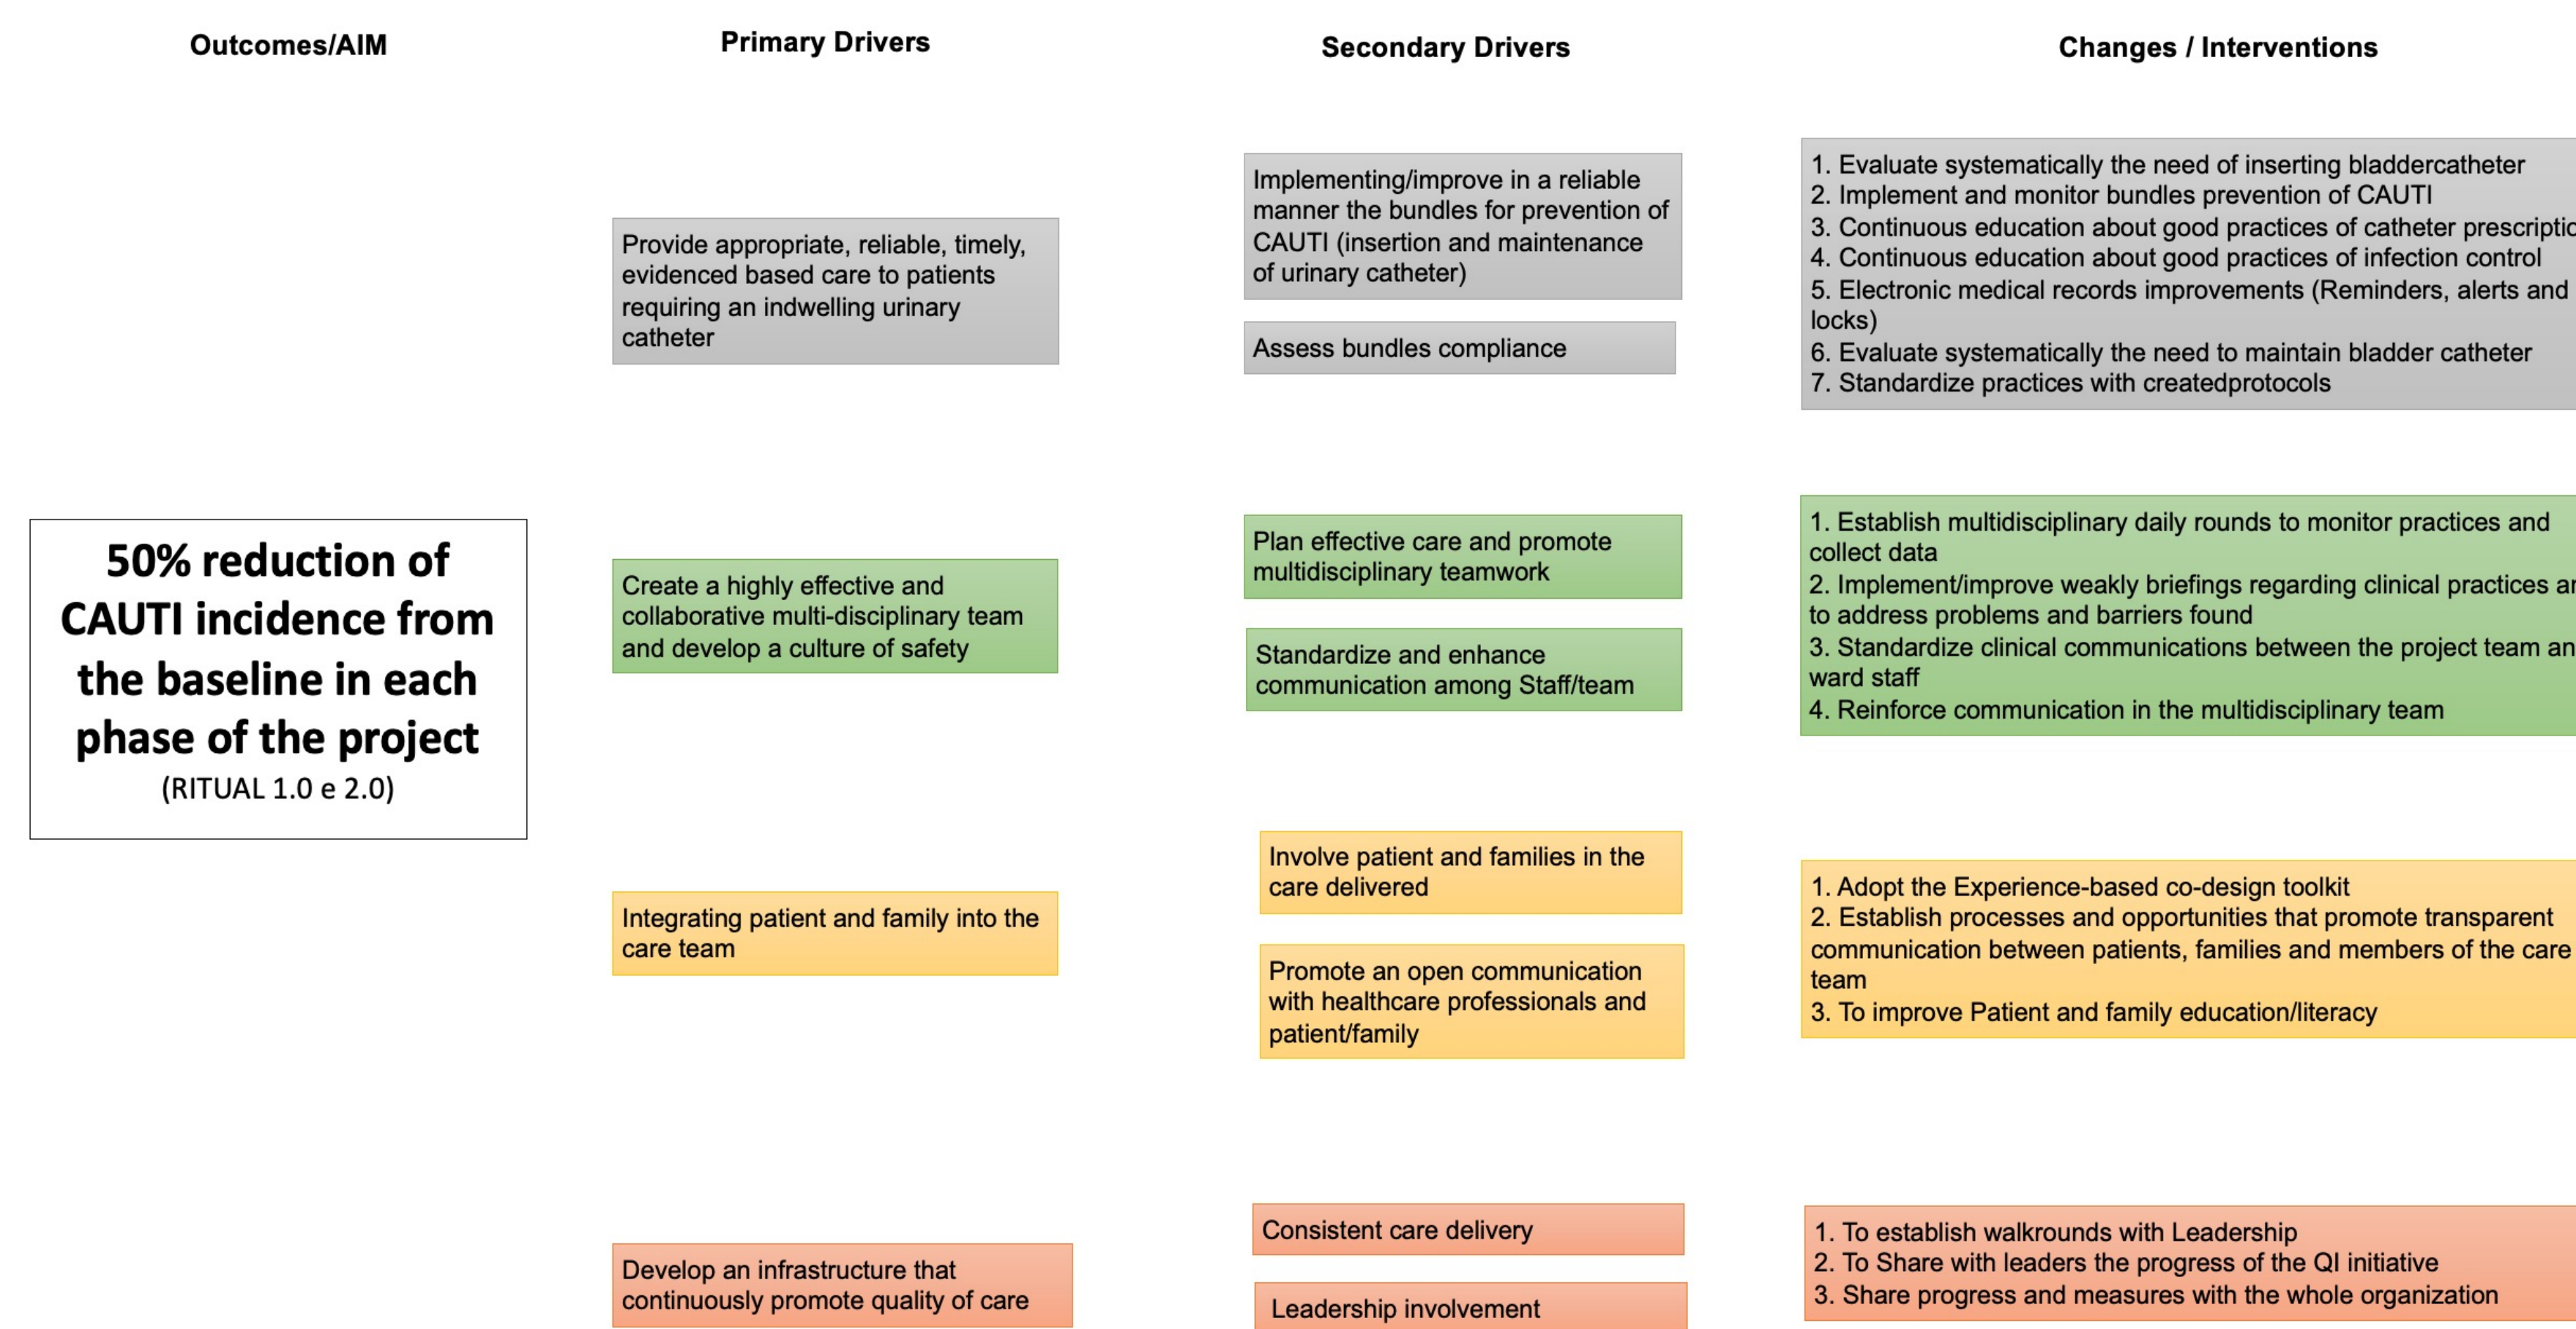 Outcomes/AIM
Primary Drivers
Secondary Drivers
Changes / Interventions
50% reduction of
CAUTI incidence from
the baseline in each
phase of the project
(RITUAL 1.0 e 2.0)
Provide appropriate, reliable, timely,
evidenced based care to patients
requiring an indwelling urinary
catheter
Implementing/improve in a reliable
manner the bundles for prevention of
CAUTI (insertion and maintenance
of urinary catheter)
Assess bundles compliance
1. Evaluate systematically the need of inserting bladdercatheter
2. Implement and monitor bundles prevention of CAUTI
3. Continuous education about good practices of catheter
4. Continuous education about good practices of infection control
5. Electronic medical records improvements (Reminders, alerts and
locks)
6. Evaluate systematically the need to maintain bladder catheter
7. Standardize practices with createdprotocols
Create a highly effective and
collaborative multi-disciplinary team
and develop a culture of safety
Plan effective care and promote
multidisciplinary teamwork
Standardize and enhance
communication among Staff/team
1. Establish multidisciplinary daily rounds to monitor practices and
collect data
2. Implement/improve weakly briefings regarding clinical practices
to address problems and barriers found
3. Standardize clinical communications between the project team
ward staff
4. Reinforce communication in the multidisciplinary team
Integrating patient and family into the
care team
Involve patient and families in the
care delivered
Promote an open communication
with healthcare professionals and
patient/family
1. Adopt the Experience-based co-design toolkit
2. Establish processes and opportunities that promote transparent
communication between patients, families and members of the care
team
3. To improve Patient and family education/literacy
Develop an infrastructure that
continuously promote quality of care
Consistent care delivery
Leadership involvement
1. To establish walkrounds with Leadership
2. To Share with leaders the progress of the QI initiative
3. Share progress and measures with the whole organization